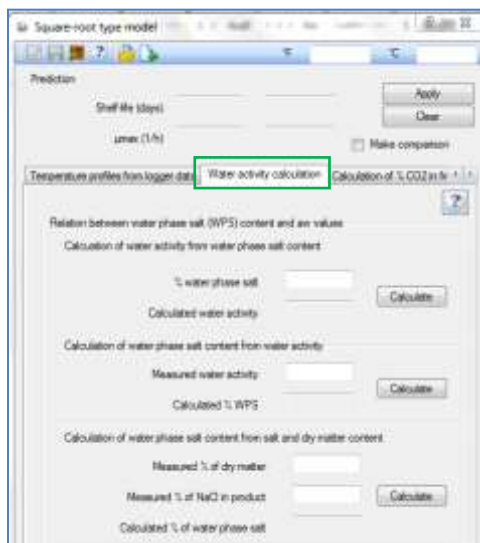 Square-root type model
?
°F
°C
Prediction
Apply
Shelf life (days)
Clear
μmax (1/h)
Make comparison
Temperature profiles from logger data
Water activity calculation
Calculation of % CO2 in
?
Relation between water phase salt (WPS) content and aw values
Calculation of water activity from water phase salt content
% water phase salt
Calculate
Calculated water activity
Calculation of water phase salt content from water activity
Measured water activity
Calculate
Calculated % WPS
Calculation of water phase salt content from salt and dry matter content
Measured % of dry matter
Measured % of NaCl in product
Calculate
Calculated % of water phase salt